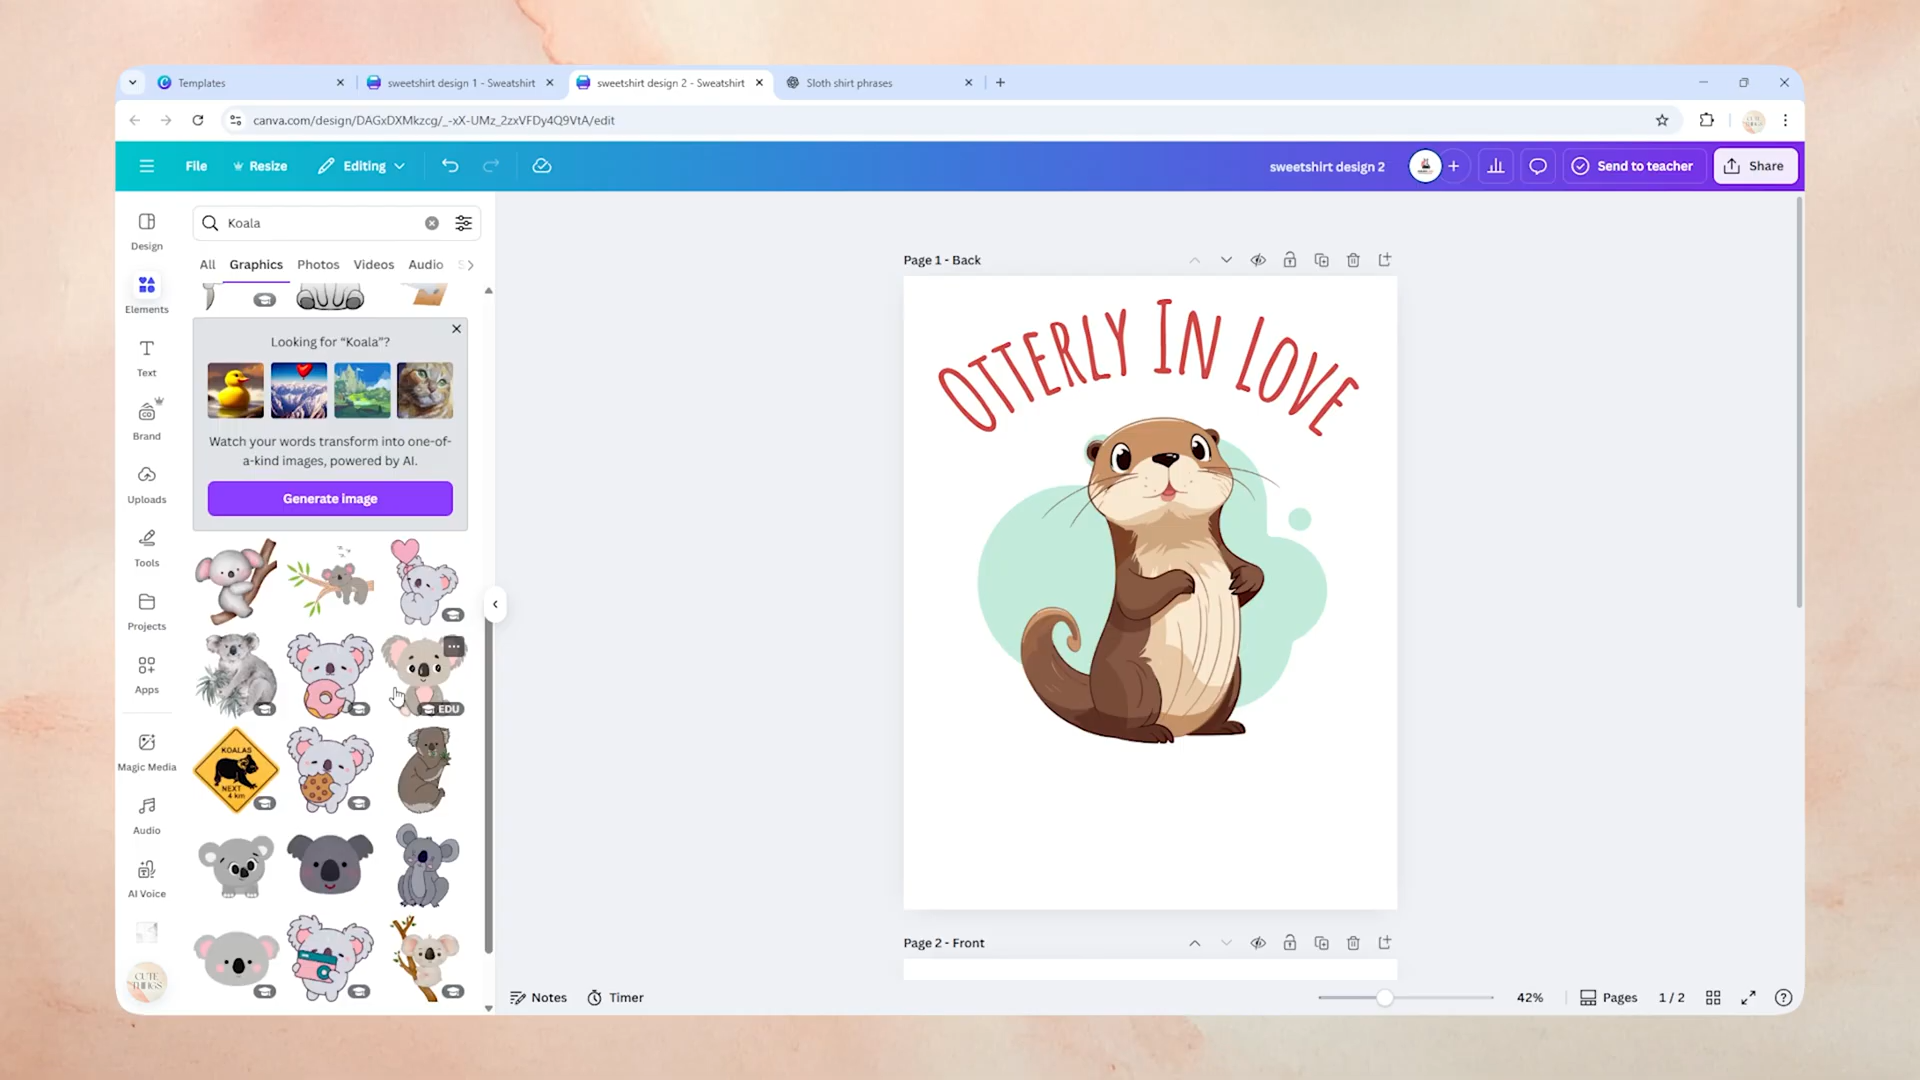 Templates
sweetshirt design 1 - Sweatshirt
sweetshirt design 2 - Sweatshirt
Sloth shirt phrases
canva.com/design/DAGxDXMkzcg/_-xX-UMz_2zxVFDy4Q9VtA/edit
File
Resize
Editing
sweetshirt design 2
Send to teacher
Share
Design
Elements
Text
Brand
Uploads
Tools
Projects
Apps
Magic Media
Audio
AI Voice
CUTE
THINGS
Koala
All
Graphics
Photos
Videos
Audio
Looking for “Koala”?
Watch your words transform into one-of-
a-kind images, powered by AI.
Generate image
EDU
KOALAS
NEXT
4 km
Page 1 - Back
OTTERLY IN LOVE
Page 2 - Front
Notes
Timer
42%
Pages
1 / 2